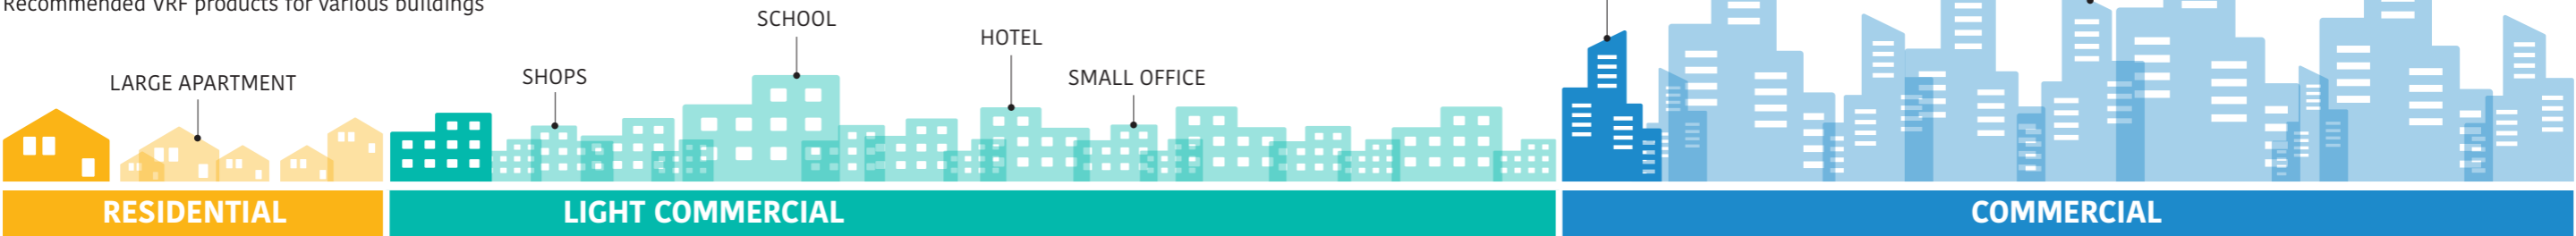 Recommended VRF products for various buildings
SCHOOL
HOTEL
LARGE APARTMENT
SHOPS
SMALL OFFICE
RESIDENTIAL
LIGHT COMMERCIAL
COMMERCIAL